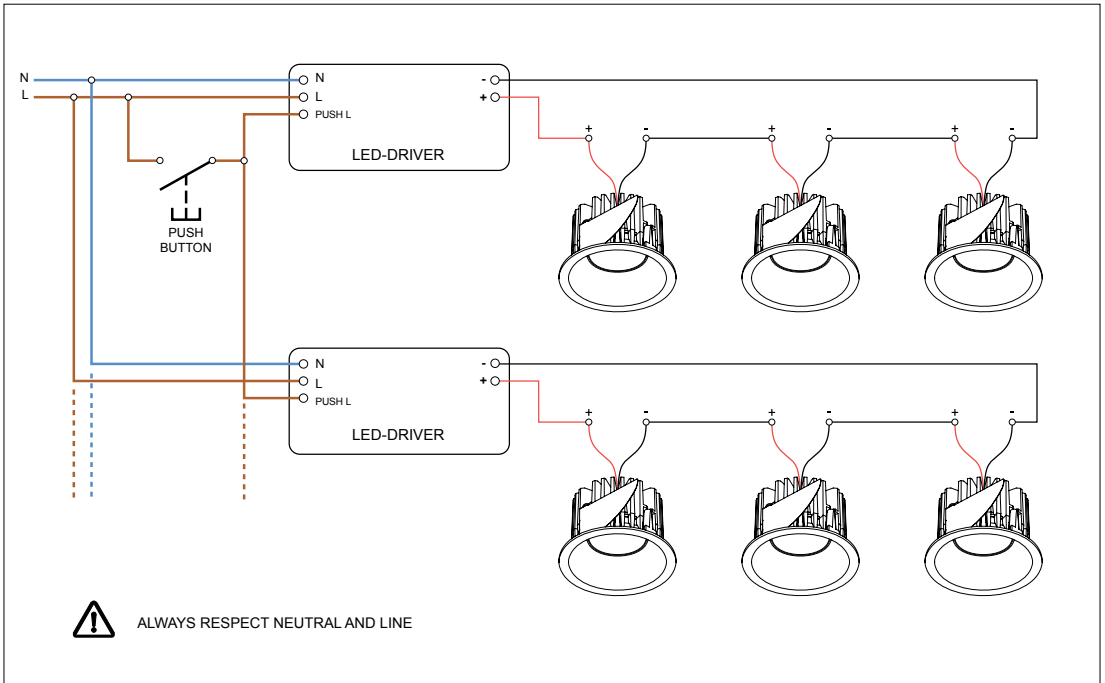 N
L
N
L
PUSH L
-
+
LED-DRIVER
+ - + - + -
PUSH
BUTTON
N
L
PUSH L
-
+
LED-DRIVER
+ - + - + -
ALWAYS RESPECT NEUTRAL AND LINE